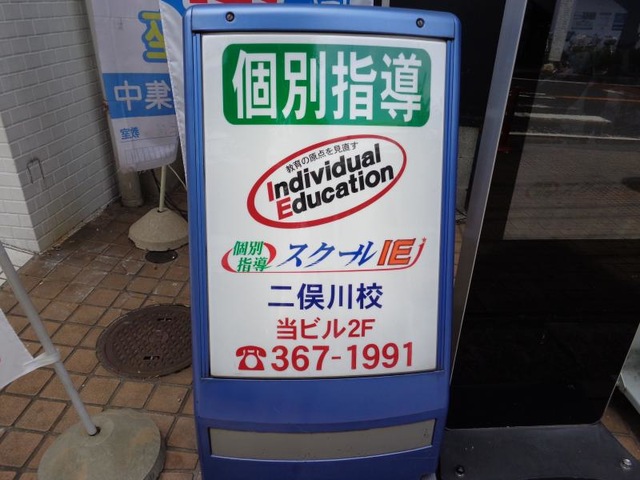 個別指導
教育の原点を見直す
Individual
Education
個別
指導
スクールIE
二俣川校
当ビル2F
☎367-1991
中